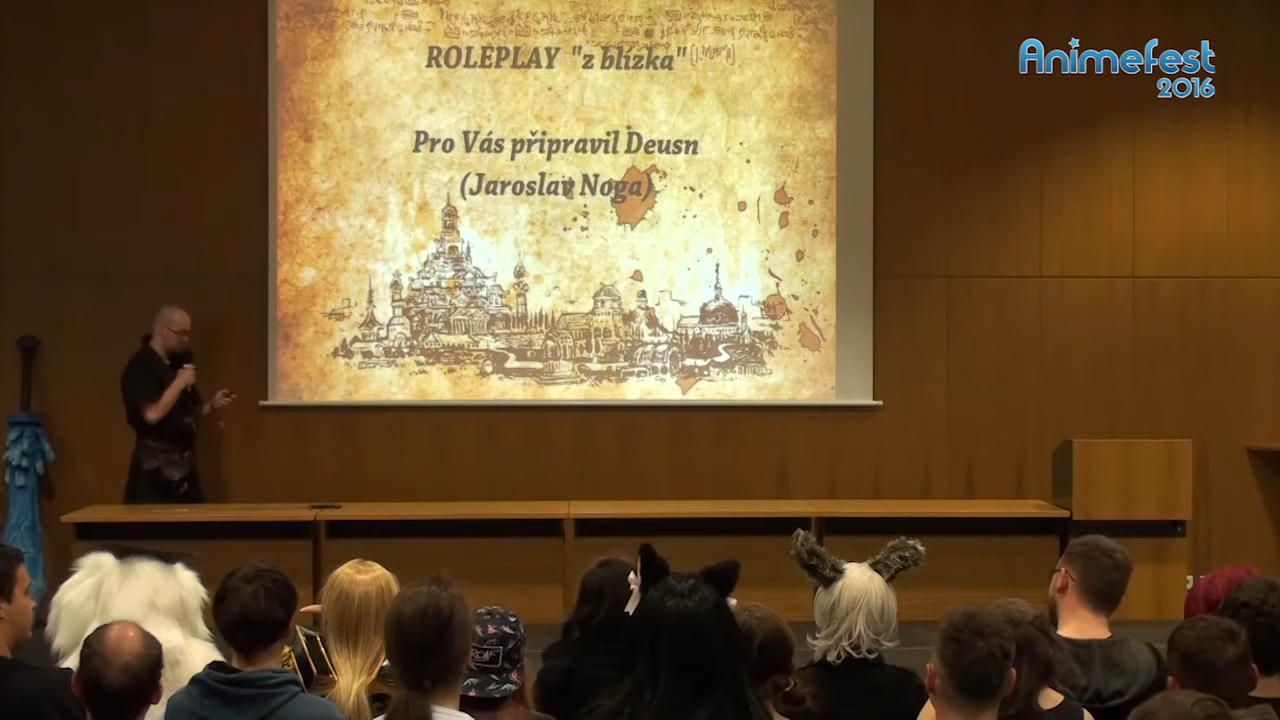 ROLEPLAY "z blízka"
Animefest
2016
Pro Vás připravil Deusn
(Jaroslav Noga)